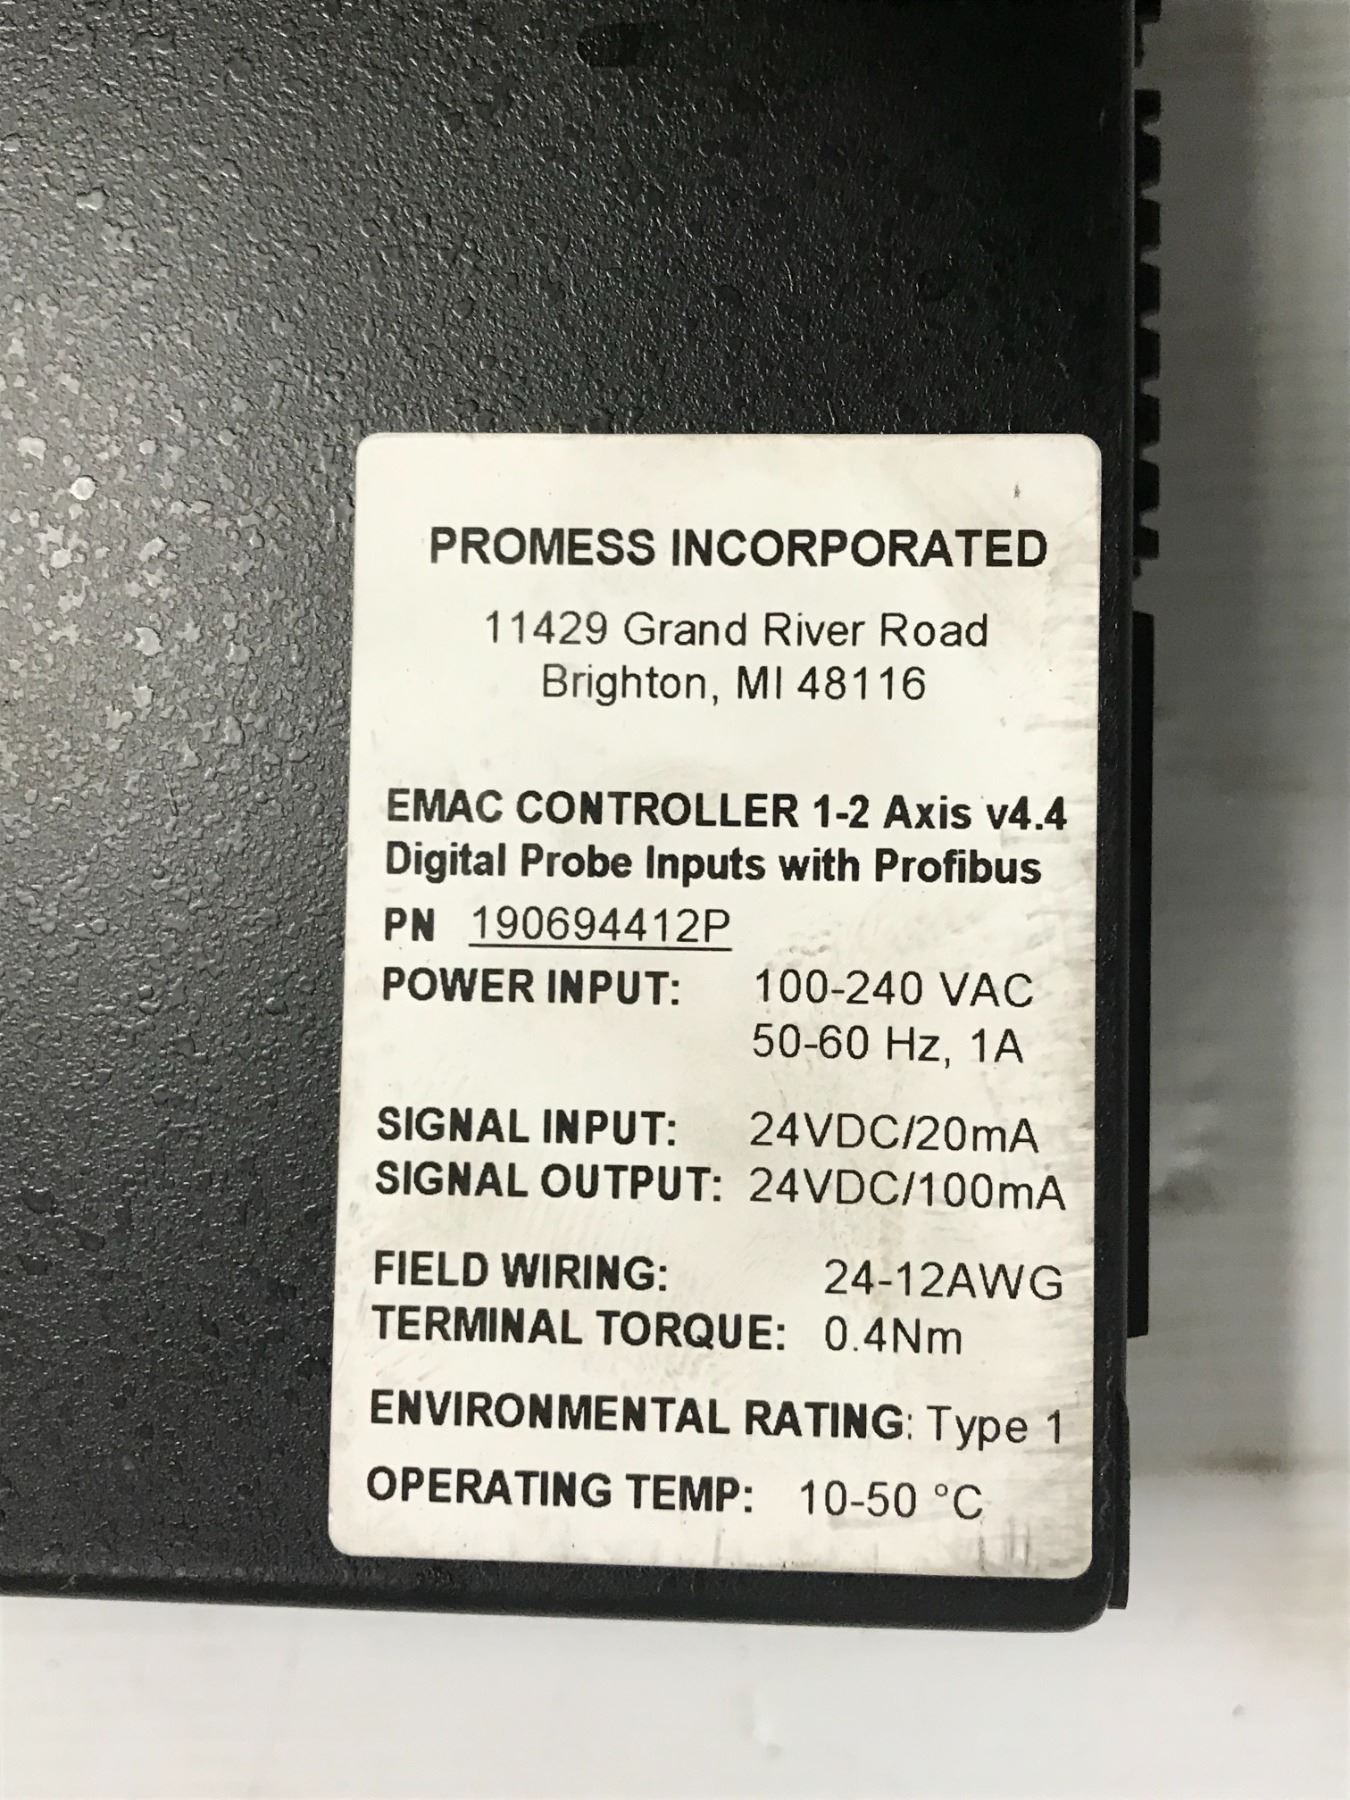 PROMESS INCORPORATED
11429 Grand River Road
Brighton, MI 48116
EMAC CONTROLLER 1-2 Axis v4.4
Digital Probe Inputs with Profibus
PN 190694412P
POWER INPUT: 100-240 VAC
50-60 Hz, 1A
SIGNAL INPUT: 24VDC/20mA
SIGNAL OUTPUT: 24VDC/100mA
FIELD WIRING: 24-12AWG
TERMINAL TORQUE: 0.4Nm
ENVIRONMENTAL RATING: Type 1
OPERATING TEMP: 10-50 °C